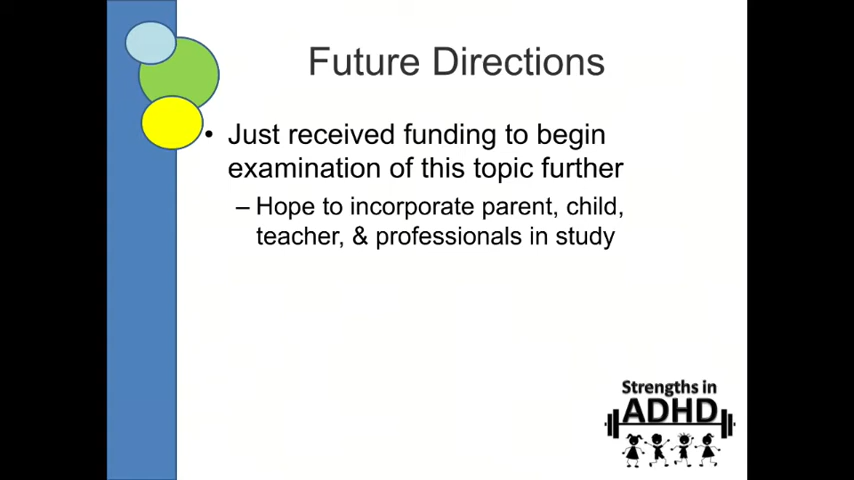 Future Directions
• Just received funding to begin
examination of this topic further
– Hope to incorporate parent, child,
teacher, & professionals in study
Strengths in
ADHD